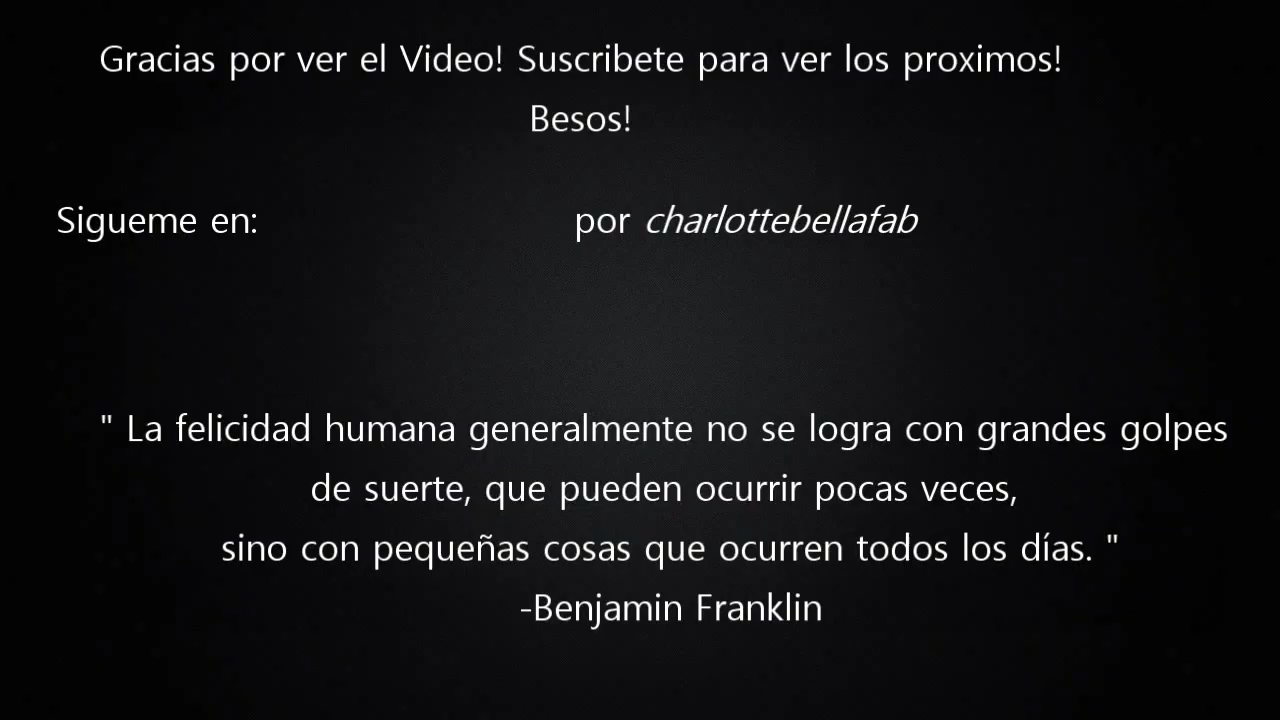 Gracias por ver el Video! Suscribete para ver los proximos!
Besos!
Sigueme en: por charlottebellafab
" La felicidad humana generalmente no se logra con grandes golpes
de suerte, que pueden ocurrir pocas veces,
sino con pequeñas cosas que ocurren todos los días. "
-Benjamin Franklin